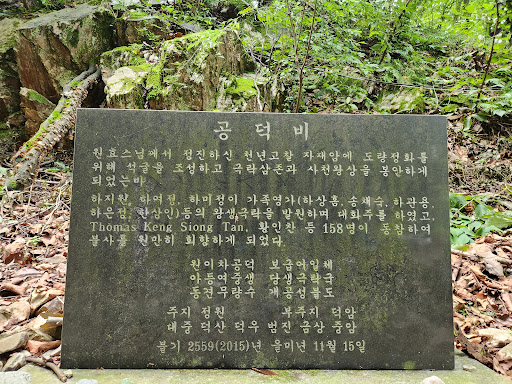 공덕비
원효스님께서 정진하신 천년고찰 자재암에 도량정화를
위해 석굴을 조성하고 극락삼존과 사천왕상을 봉안하게
되었는바
하지원, 하여정, 하미정이 가족영가(하상홍, 송채수, 하관용,
하은점, 한상인)등의 왕생극락을 발원하며 대화주를 하였고,
Thomas Keng Siong Tan, 황인찬 등 158명이 동참하여
불사를 원만히 회향하게 되었다.
원이차공덕 보급어일체
아등여중생 당생극락국
동견무량수 개공성불도
주지 정원 복주지 덕암
대중 덕산 덕우 범진 금상 중암
불기 2559(2015)년 을미년 11월 15일